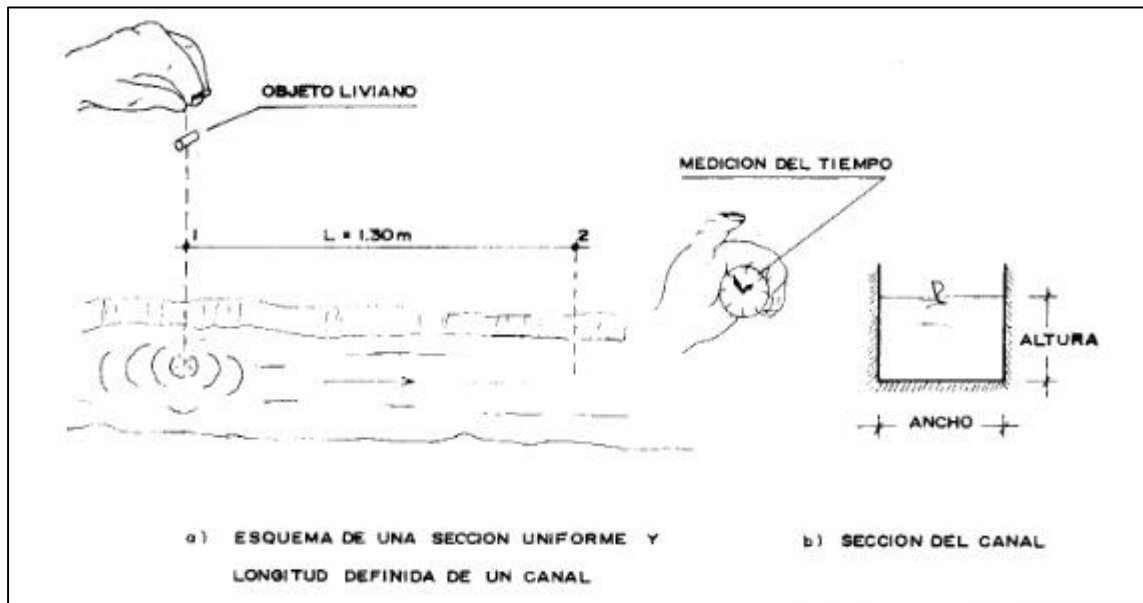 OBJETO LIVIANO
MEDICION DEL TIEMPO
1
L = 1.30 m
2
ALTURA
ANCHO
a) ESQUEMA DE UNA SECCION UNIFORME Y
LONGITUD DEFINIDA DE UN CANAL
b) SECCION DEL CANAL